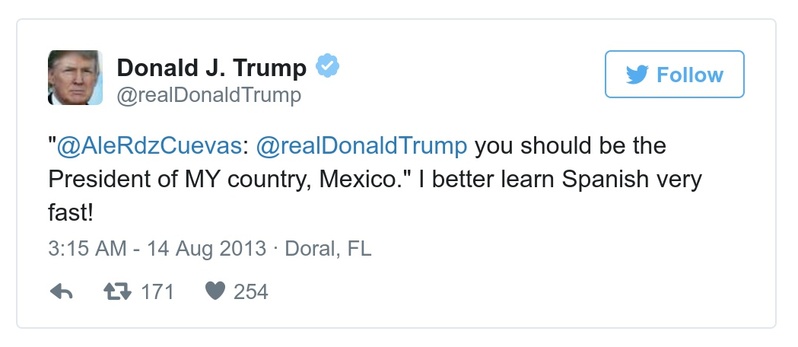 Donald J. Trump
@realDonaldTrump
Follow
"@AleRdzCuevas: @realDonaldTrump you should be the
President of MY country, Mexico." I better learn Spanish very
fast!
3:15 AM - 14 Aug 2013 · Doral, FL
171 254